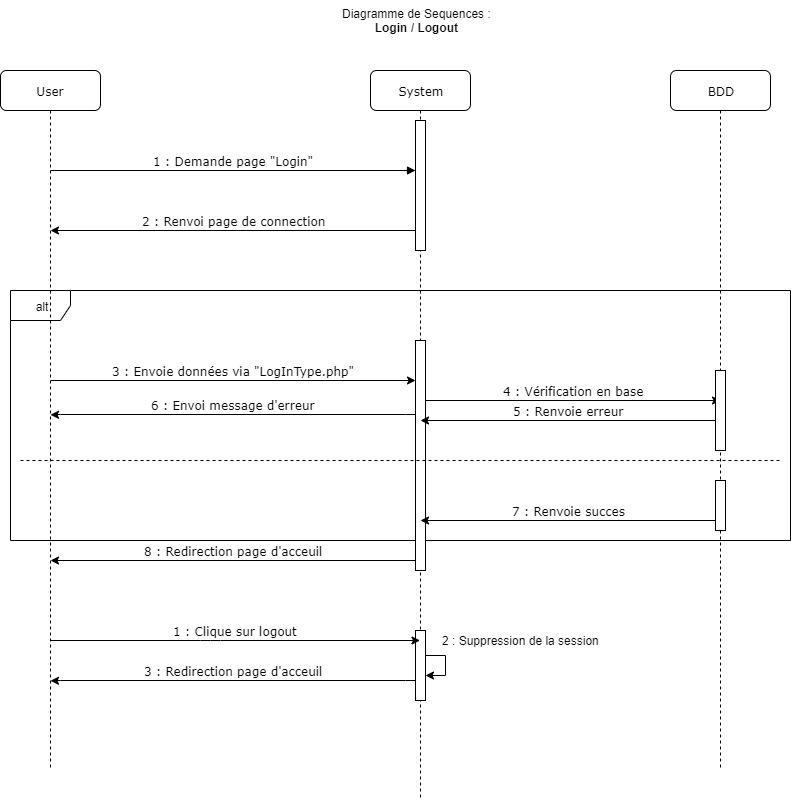 Diagramme de Sequences :
Login / Logout
User
System
BDD
1 : Demande page "Login"
2 : Renvoi page de connection
alt
3 : Envoie données via "LogInType.php"
4 : Vérification en base
6 : Envoi message d'erreur
5 : Renvoie erreur
7 : Renvoie succes
8 : Redirection page d'acceuil
1 : Clique sur logout
2 : Suppression de la session
3 : Redirection page d'acceuil